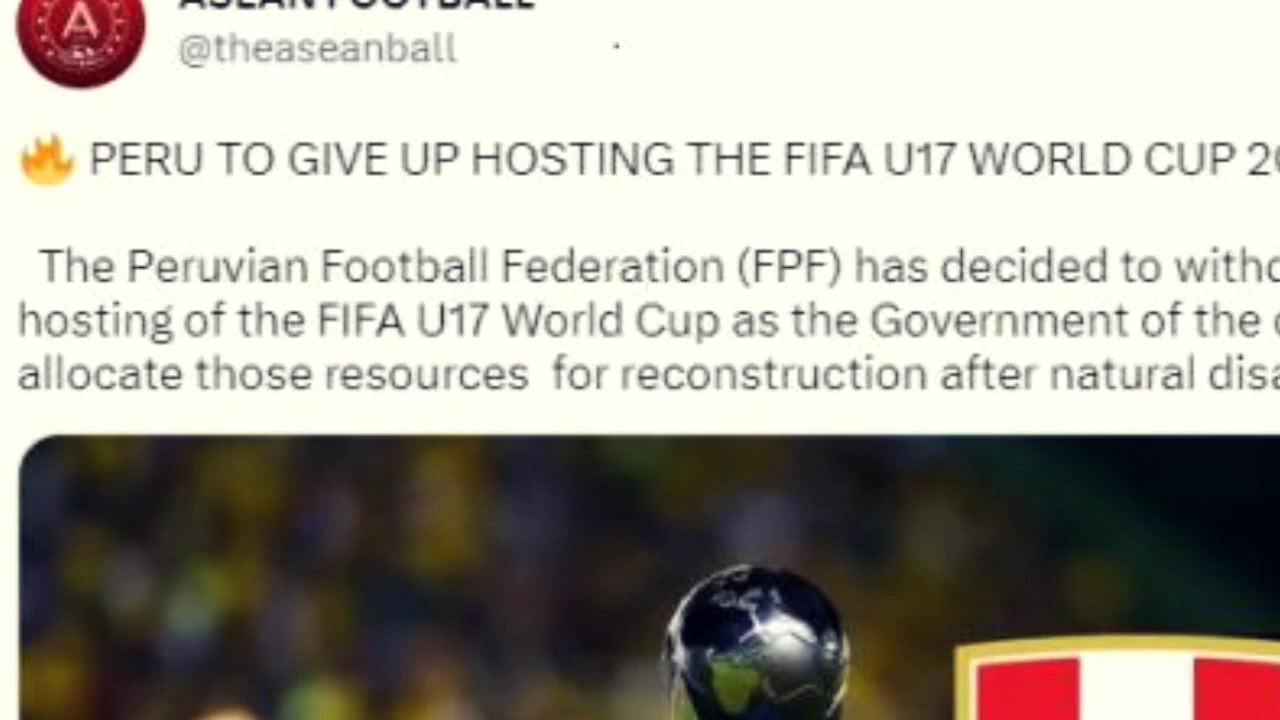 ASEAN FOOTBALL
@theaseanball
🔥 PERU TO GIVE UP HOSTING THE FIFA U17 WORLD CUP
The Peruvian Football Federation (FPF) has decided to
hosting of the FIFA U17 World Cup as the Government of the
allocate those resources for reconstruction after natural